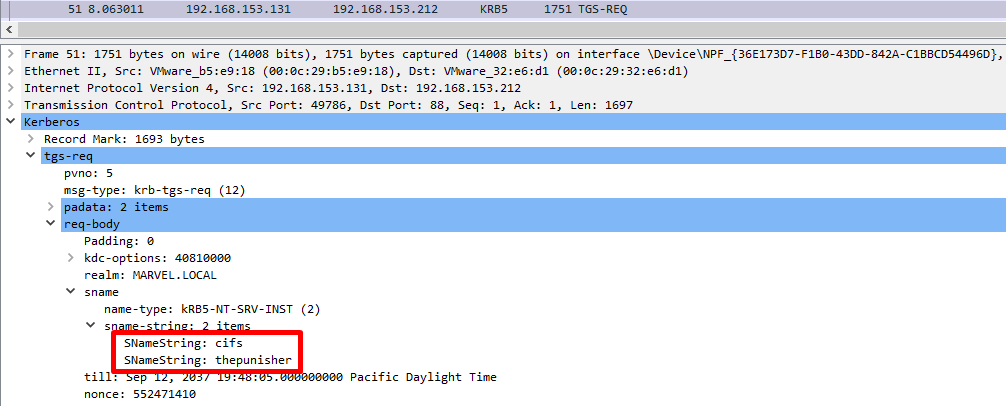 51 8.063011 192.168.153.131 192.168.153.212 KRB5 1751 TGS-REQ
Frame 51: 1751 bytes on wire (14008 bits), 1751 bytes captured (14008 bits) on interface \Device\NPF_{36E173D7-F1B0-43DD-842A-C1BBCD54496D},
Ethernet II, Src: VMware_b5:e9:18 (00:0c:29:b5:e9:18), Dst: VMware_32:e6:d1 (00:0c:29:32:e6:d1)
Internet Protocol Version 4, Src: 192.168.153.131, Dst: 192.168.153.212
Transmission Control Protocol, Src Port: 49786, Dst Port: 88, Seq: 1, Ack: 1, Len: 1697
Kerberos
Record Mark: 1693 bytes
tgs-req
pvno: 5
msg-type: krb-tgs-req (12)
padata: 2 items
req-body
Padding: 0
kdc-options: 40810000
realm: MARVEL.LOCAL
sname
name-type: kRB5-NT-SRV-INST (2)
sname-string: 2 items
SNameString: cifs
SNameString: thepunisher
till: Sep 12, 2037 19:48:05.000000000 Pacific Daylight Time
nonce: 552471410